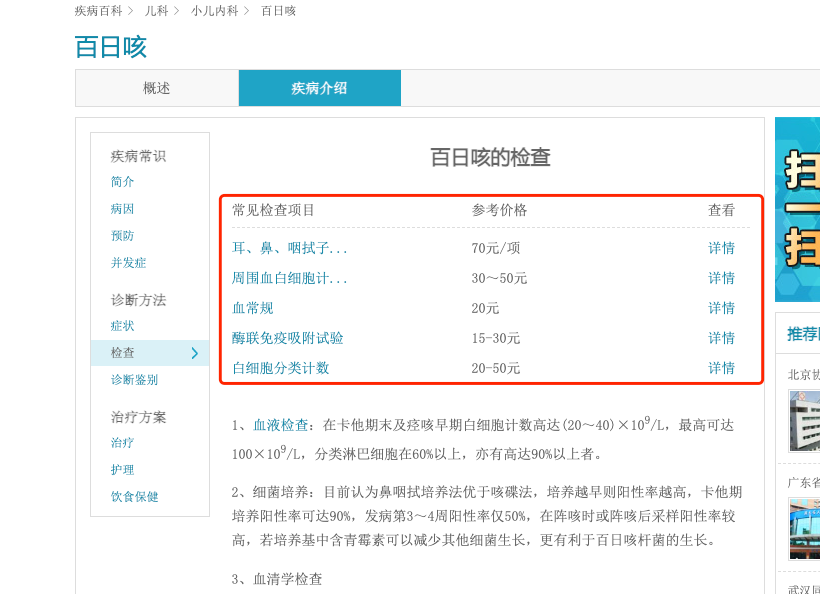 疾病百科 > 儿科 > 小儿内科 > 百日咳
百日咳
概述 疾病介绍
疾病常识
简介
病因
预防
并发症
诊断方法
症状
检查
诊断鉴别
治疗方案
治疗
护理
饮食保健
百日咳的检查
常见检查项目 参考价格 查看
耳、鼻、咽拭子... 70元/项 详情
周围血白细胞计... 30～50元 详情
血常规 20元 详情
酶联免疫吸附试验 15-30元 详情
白细胞分类计数 20-50元 详情
1、血液检查：在卡他期末及痉咳早期白细胞计数高达(20～40)×10⁹/L，最高可达
100×10⁹/L，分类淋巴细胞在60%以上，亦有高达90%以上者。
2、细菌培养：目前认为鼻咽拭培养法优于咳碟法，培养越早则阳性率越高，卡他期
培养阳性率可达90%，发病第3～4周阳性率仅50%，在阵咳时或阵咳后采样阳性率较
高，若培养基中含青霉素可以减少其他细菌生长，更有利于百日咳杆菌的生长。
3、血清学检查
扫
一
扫
推荐
北京协
广东省
武汉同